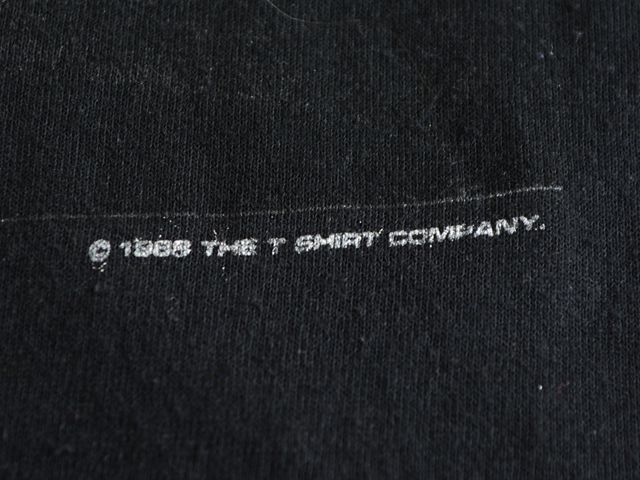 © 1988 THE T SHIRT COMPANY.